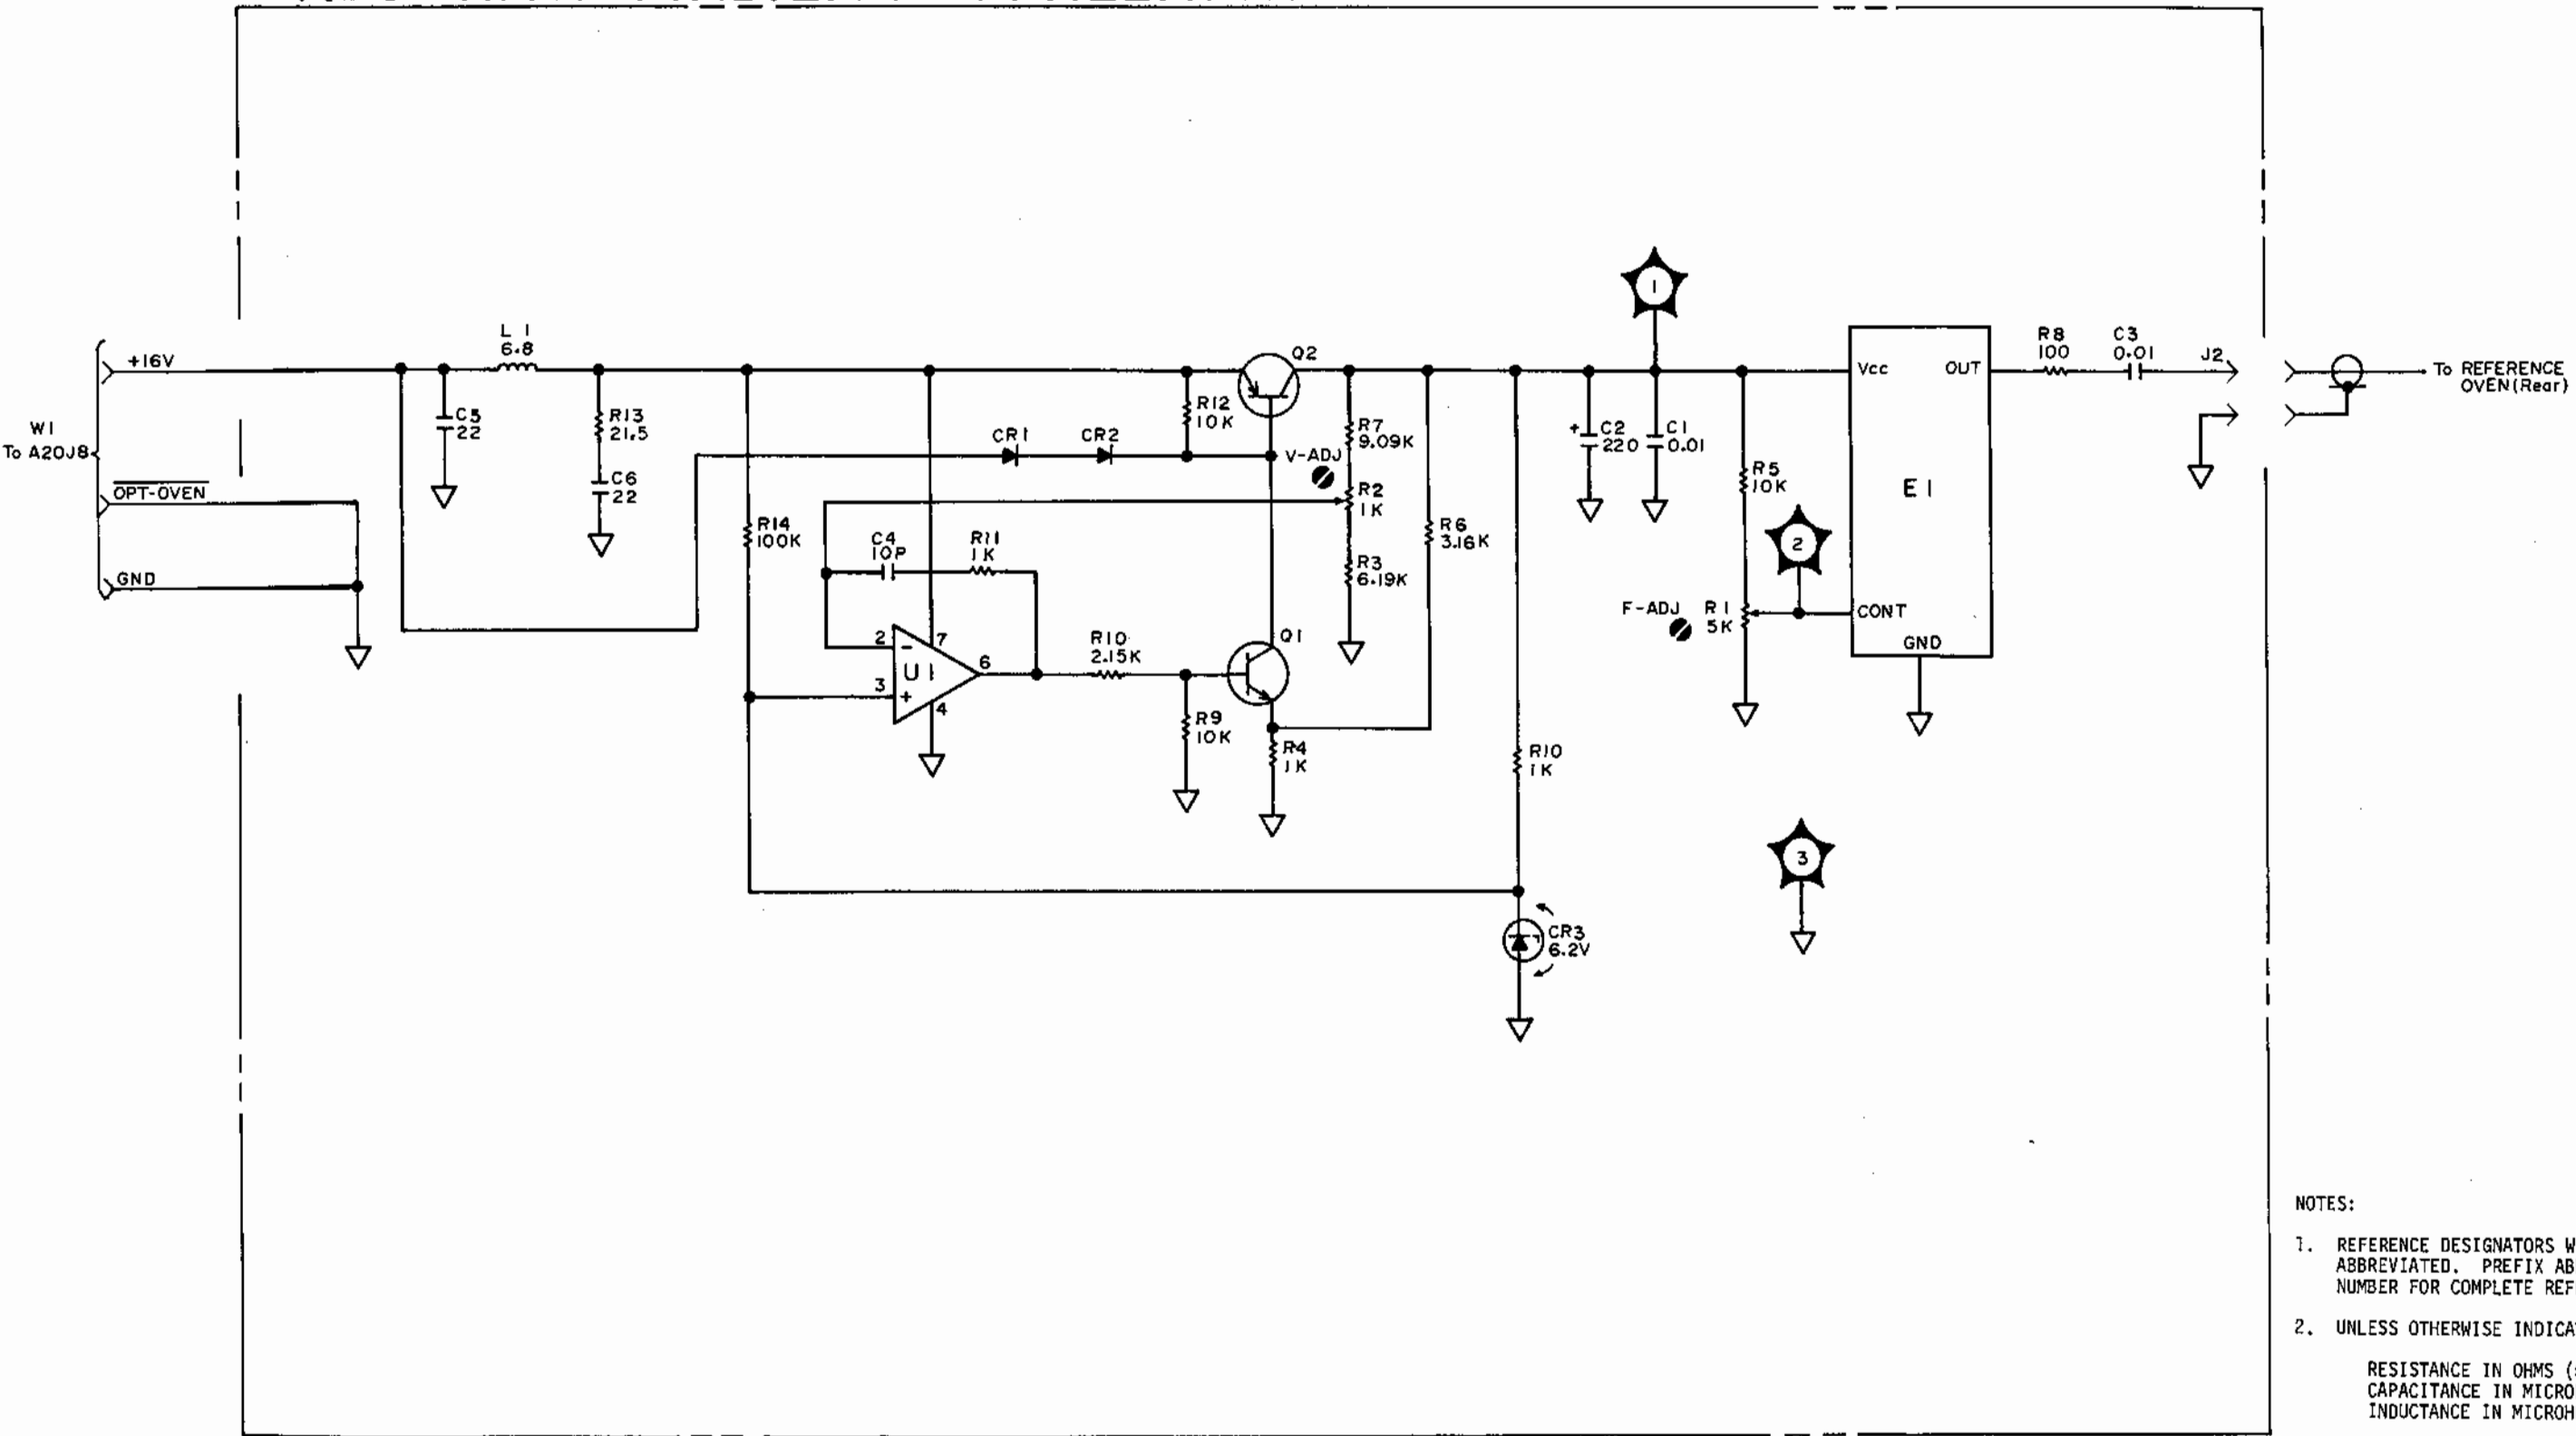 1
L 1
6.8
+16V
Q2
R8
100
C3
0.01
J2
Vcc
OUT
To REFERENCE
OVEN(Rear)
W1
To A20J8
C5
22
R13
21.5
R12
10K
R7
9.09K
+
C2
220
C1
0.01
CR1
CR2
V-ADJ
R5
10K
E1
OPT-OVEN
C6
22
R2
1K
R14
100K
C4
10P
R11
1K
R6
3.16K
2
GND
R3
6.19K
F-ADJ
R1
5K
CONT
GND
2
-
7
U1
6
3
+
4
R10
2.15K
Q1
R9
10K
R4
1K
R10
1K
3
CR3
6.2V
NOTES:
1. REFERENCE DESIGNATORS W
ABBREVIATED. PREFIX AB
NUMBER FOR COMPLETE REF
2. UNLESS OTHERWISE INDICA
RESISTANCE IN OHMS (
CAPACITANCE IN MICRO
INDUCTANCE IN MICROH